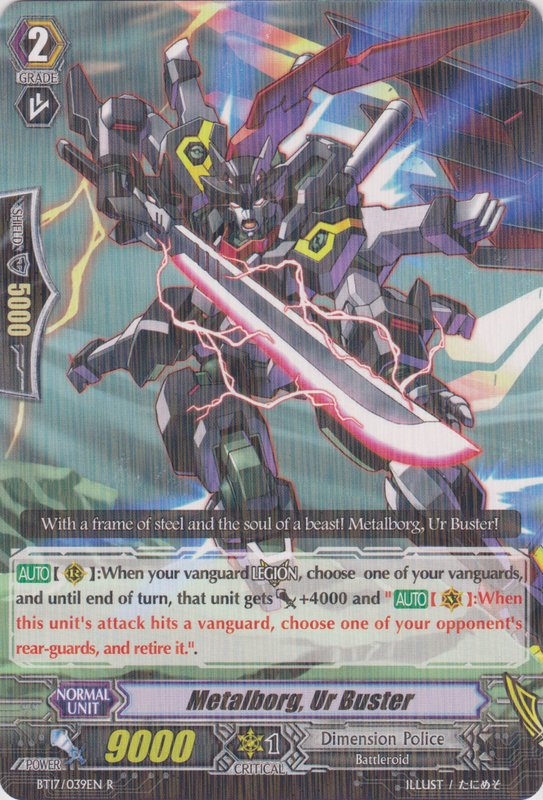 2
GRADE
SHIELD
5000
With a frame of steel and the soul of a beast! Metalborg, Ur Buster!
AUTO [ R ]:When your vanguard LEGION, choose one of your vanguards,
and until end of turn, that unit gets +4000 and "AUTO [ V ]:When
this unit's attack hits a vanguard, choose one of your opponent's
rear-guards, and retire it.".
NORMAL
UNIT
Metalborg, Ur Buster
POWER
9000
1
CRITICAL
Dimension Police
Battleroid
BT17/039EN R
ILLUST / たにめそ